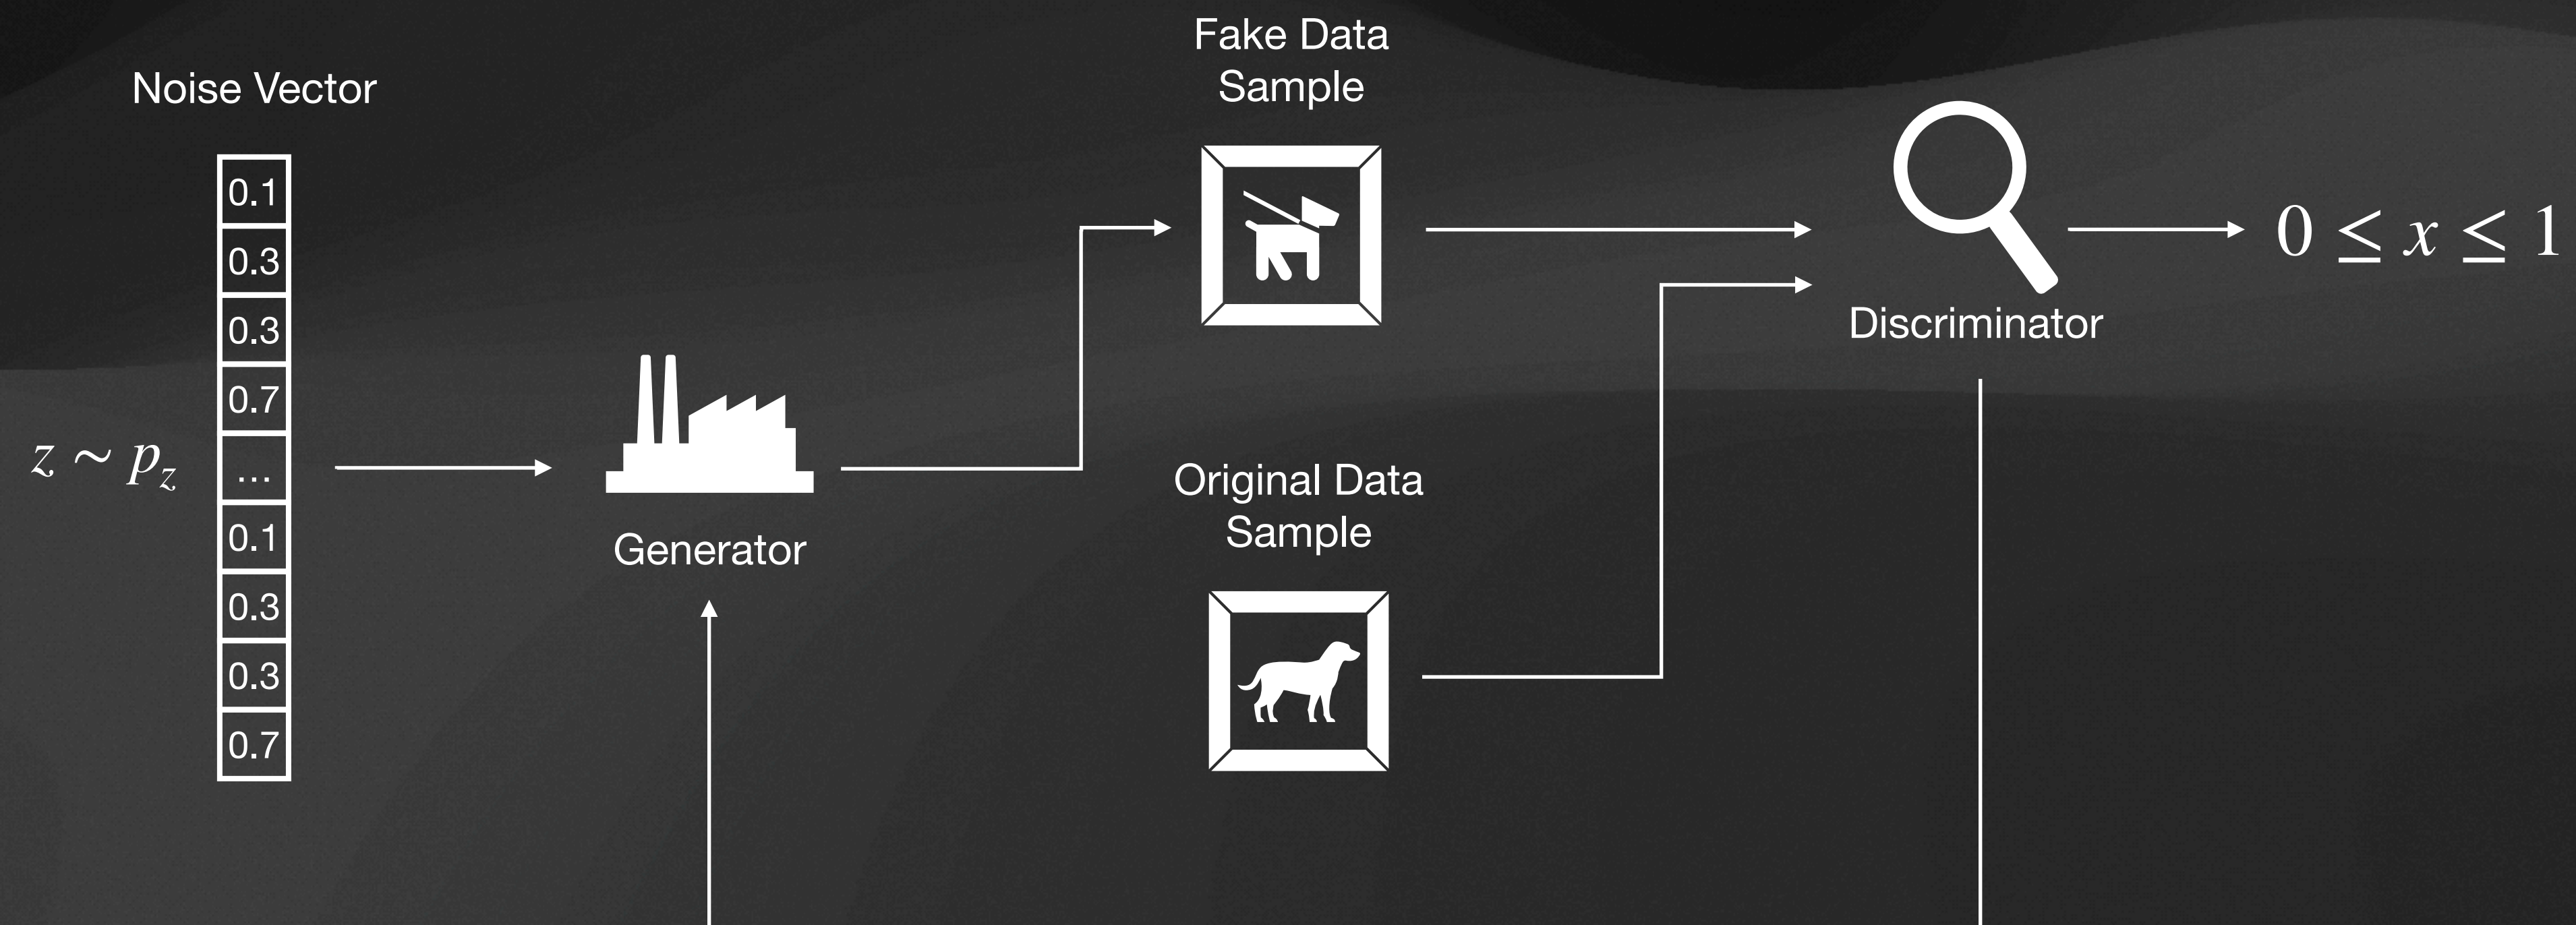 Noise Vector
0.1
0.3
0.3
0.7
...
0.1
0.3
0.3
0.7
z ~ p_z
Generator
Fake Data
Sample
Original Data
Sample
Discriminator
0 ≤ x ≤ 1